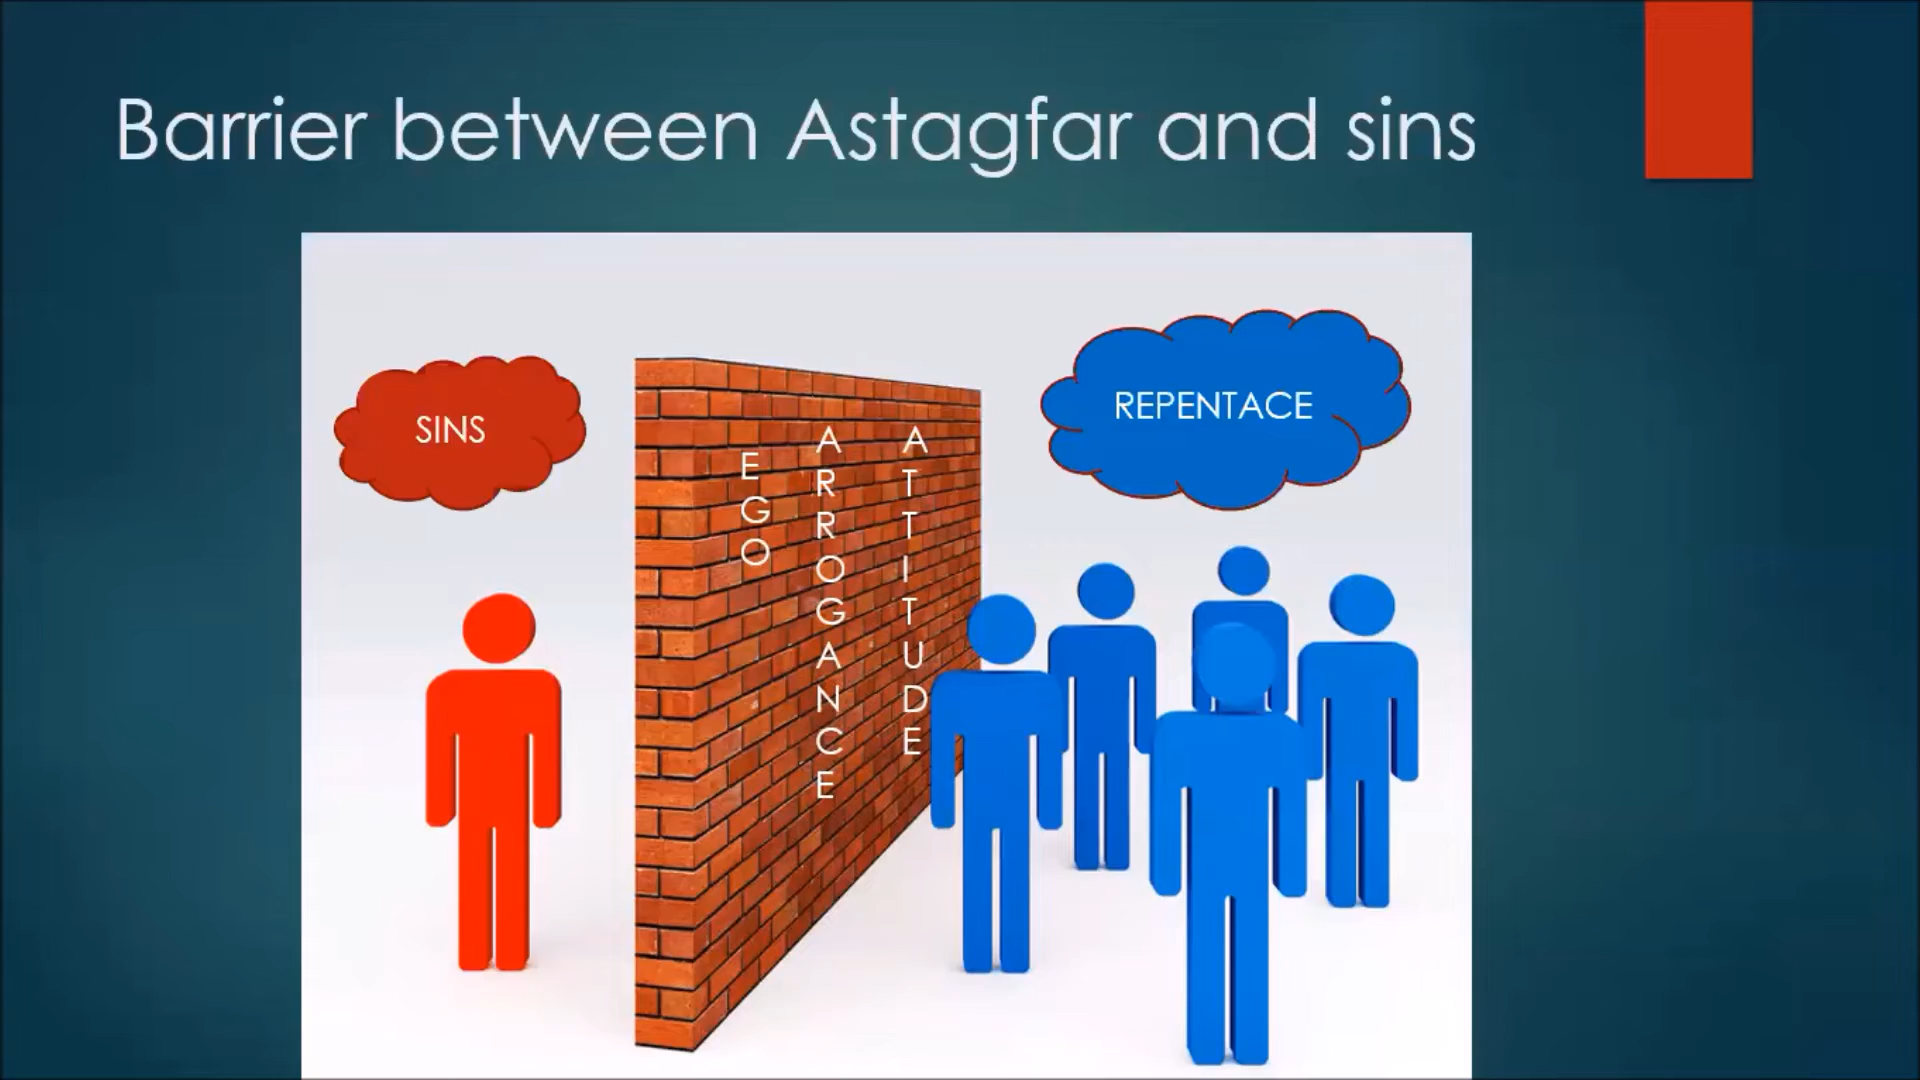 Barrier between Astagfar and sins
SINS
EGO
ARROGANCE
ATTITUDE
REPENTACE